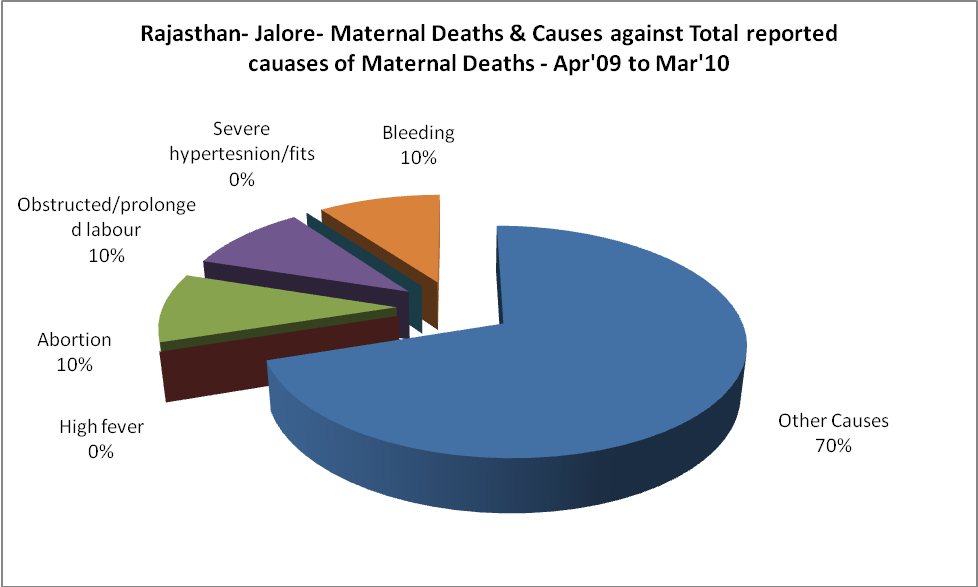 Rajasthan- Jalore- Maternal Deaths & Causes against Total reported
cauases of Maternal Deaths - Apr'09 to Mar'10
Severe
hypertesnion/fits
0%
Bleeding
10%
Obstructed/prolonge
d labour
10%
Abortion
10%
High fever
0%
Other Causes
70%